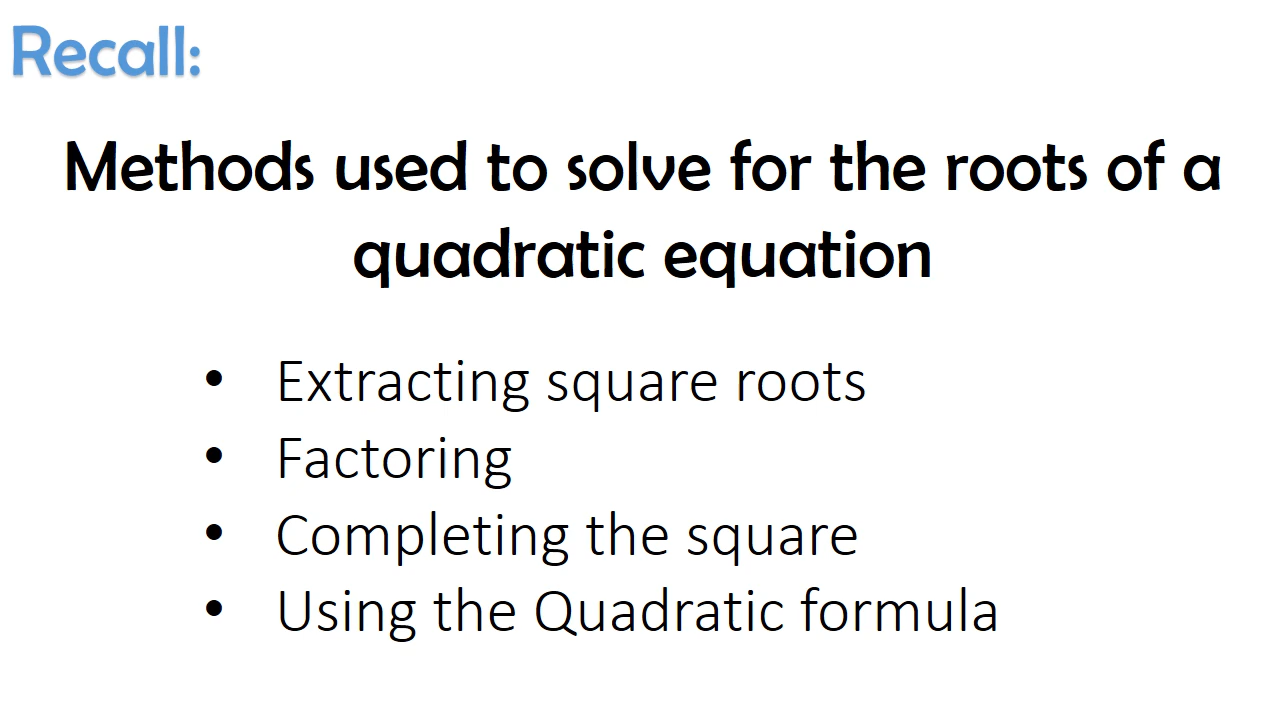 Recall:
Methods used to solve for the roots of a
quadratic equation
• Extracting square roots
• Factoring
• Completing the square
• Using the Quadratic formula